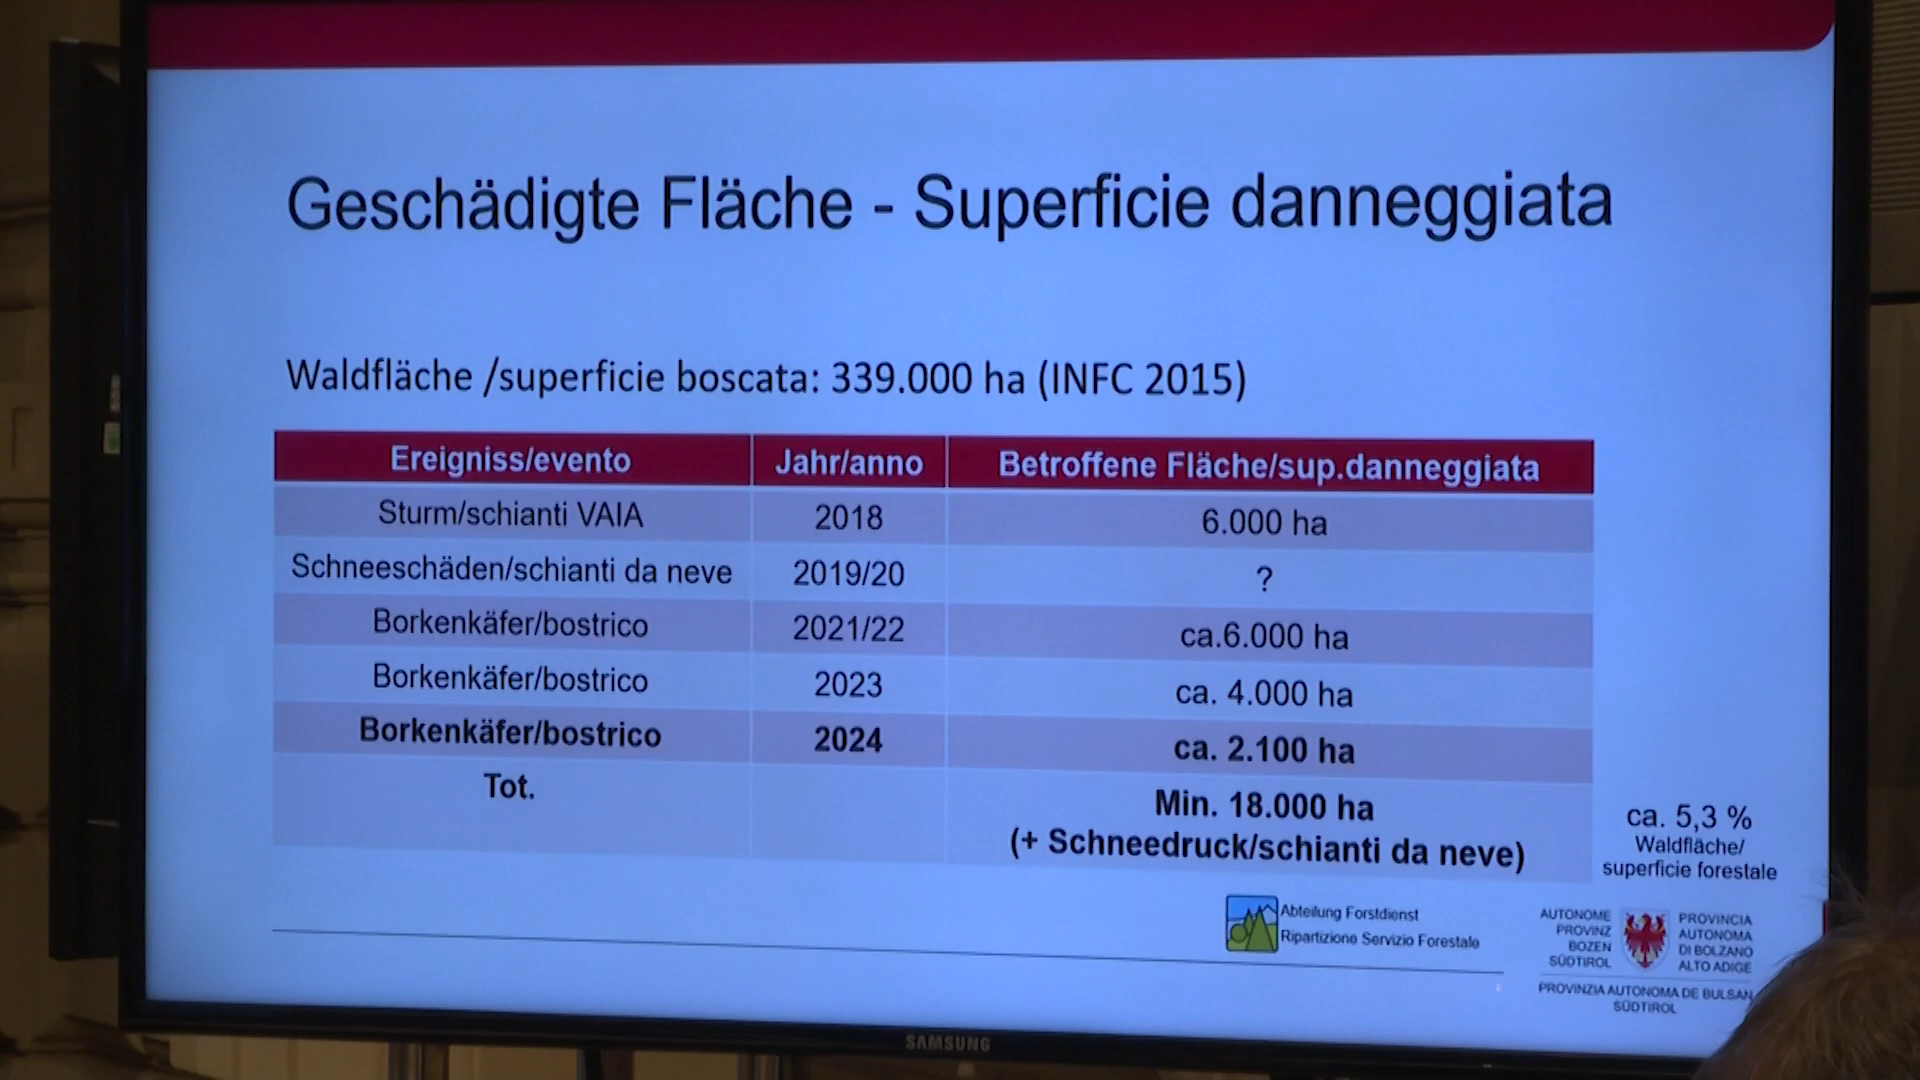 Geschädigte Fläche - Superficie danneggiata
Waldfläche /superficie boscata: 339.000 ha (INFC 2015)
Ereigniss/evento Jahr/anno Betroffene Fläche/sup.danneggiata
Sturm/schianti VAIA 2018 6.000 ha
Schneeschäden/schianti da neve 2019/20 ?
Borkenkäfer/bostrico 2021/22 ca.6.000 ha
Borkenkäfer/bostrico 2023 ca. 4.000 ha
Borkenkäfer/bostrico 2024 ca. 2.100 ha
Tot. Min. 18.000 ha
(+ Schneedruck/schianti da neve)
ca. 5,3 %
Waldfläche/
superficie forestale
Abteilung Forstdienst
Ripartizione Servizio Forestale
AUTONOME
PROVINZ
BOZEN
SÜDTIROL
PROVINCIA
AUTONOMA
DI BOLZANO
ALTO ADIGE
PROVINZIA AUTONOMA DE BULSAN
SÜDTIROL
SAMSUNG